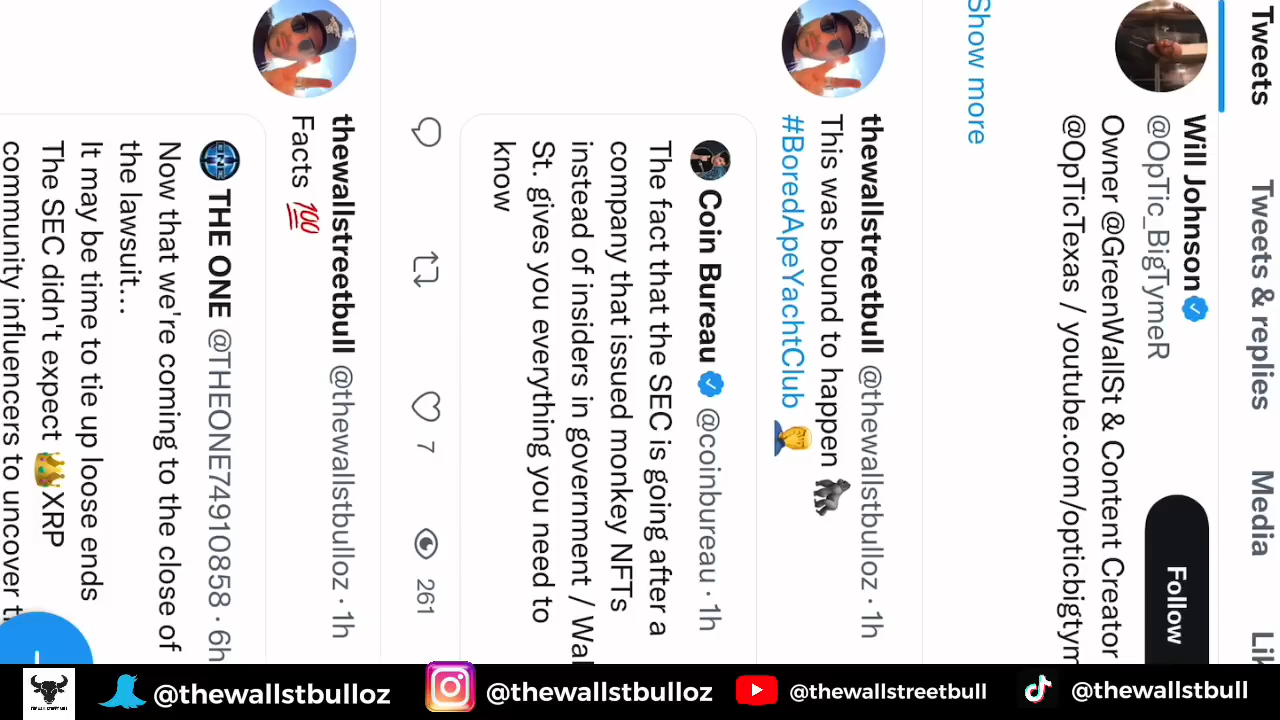 Tweets
Tweets & replies
Media
Will Johnson
@OpTic_BigTymeR
Follow
Owner @GreenWallSt & Content Creator
@OpTicTexas / youtube.com/opticbigtym
Show more
thewallstreetbull @thewallstbulloz · 1h
This was bound to happen 🦍
#BoredApeYachtClub 🤦‍♂️
Coin Bureau @coinbureau · 1h
The fact that the SEC is going after a
company that issued monkey NFTs
instead of insiders in government / Wal
St. gives you everything you need to
know
7
261
thewallstreetbull @thewallstbulloz · 1h
Facts 💯
THE ONE @THEONE74910858 · 6h
Now that we're coming to the close of
the lawsuit...
It may be time to tie up loose ends
The SEC didn't expect 👑XRP
community influencers to uncover t
@thewallstbulloz
@thewallstbulloz
@thewallstreetbull
@thewallstbull